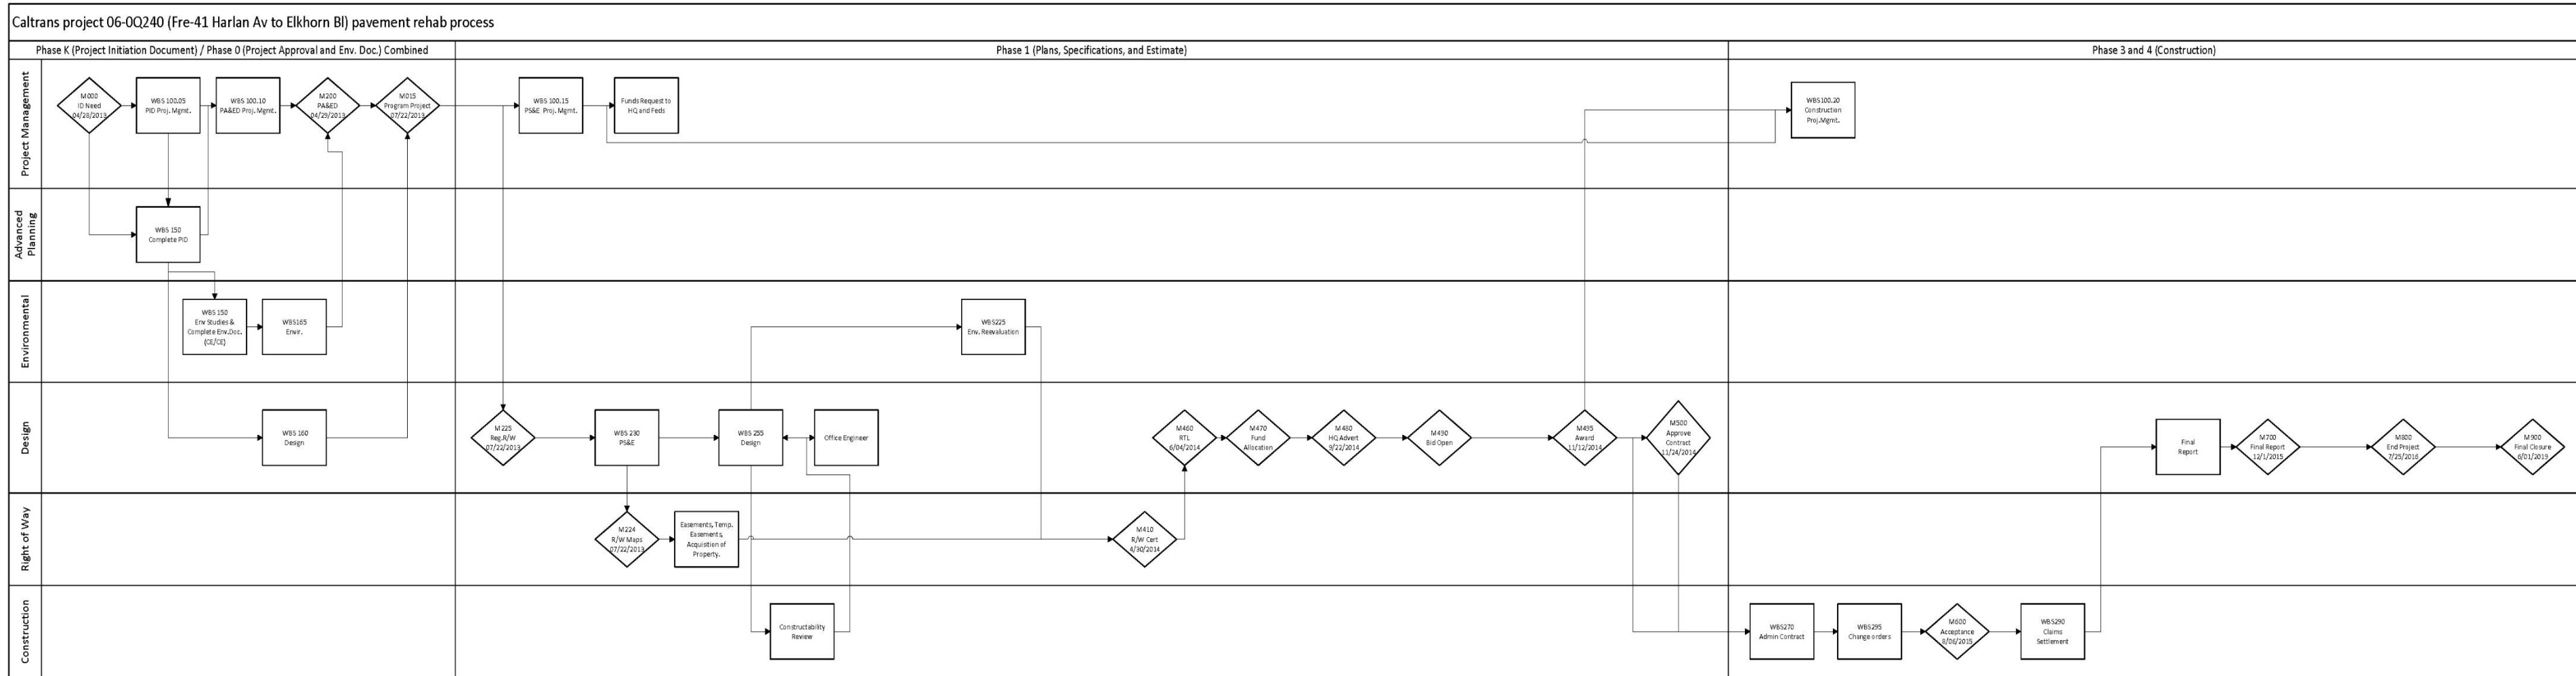 Caltrans project 06-0Q240 (Fre-41 Harlan Av to Elkhorn Bl) pavement rehab process
Phase K (Project Initiation Document) / Phase 0 (Project Approval and Env. Doc.) Combined
Phase 1 (Plans, Specifications, and Estimate)
Phase 3 and 4 (Construction)
Project Management
M000
ID Need
04/28/2013
WBS 100.05
PID Proj. Mgmt.
WBS 100.10
PA&ED Proj. Mgmt.
M200
PA&ED
04/29/2013
M015
Program Project
07/22/2013
WBS 100.15
PS&E Proj. Mgmt.
Funds Request to
HQ and Feds
WBS100.20
Construction
Proj.Mgmt.
Advanced
Planning
WBS 150
Complete PID
Environmental
WBS 150
Env Studies &
Complete Env.Doc.
(CE/CE)
WBS165
Envir.
WBS225
Env. Reevaluation
Design
WBS 160
Design
M225
Reg.R/W
07/22/2013
WBS 230
PS&E
WBS 255
Design
Office Engineer
M460
RTL
6/04/2014
M470
Fund
Allocation
M480
HQ Advert
9/22/2014
M490
Bid Open
M495
Award
11/12/2014
M500
Approve
Contract
11/24/2014
Final
Report
M700
Final Report
12/1/2015
M800
End Project
7/25/2016
M900
Final Closure
6/01/2019
Right of Way
M224
R/W Maps
07/22/2013
Easements, Temp.
Easements,
Acquisition of
Property.
M410
R/W Cert
4/30/2014
Construction
Constructability
Review
WBS270
Admin Contract
WBS295
Change orders
M600
Acceptance
8/06/2015
WBS290
Claims
Settlement